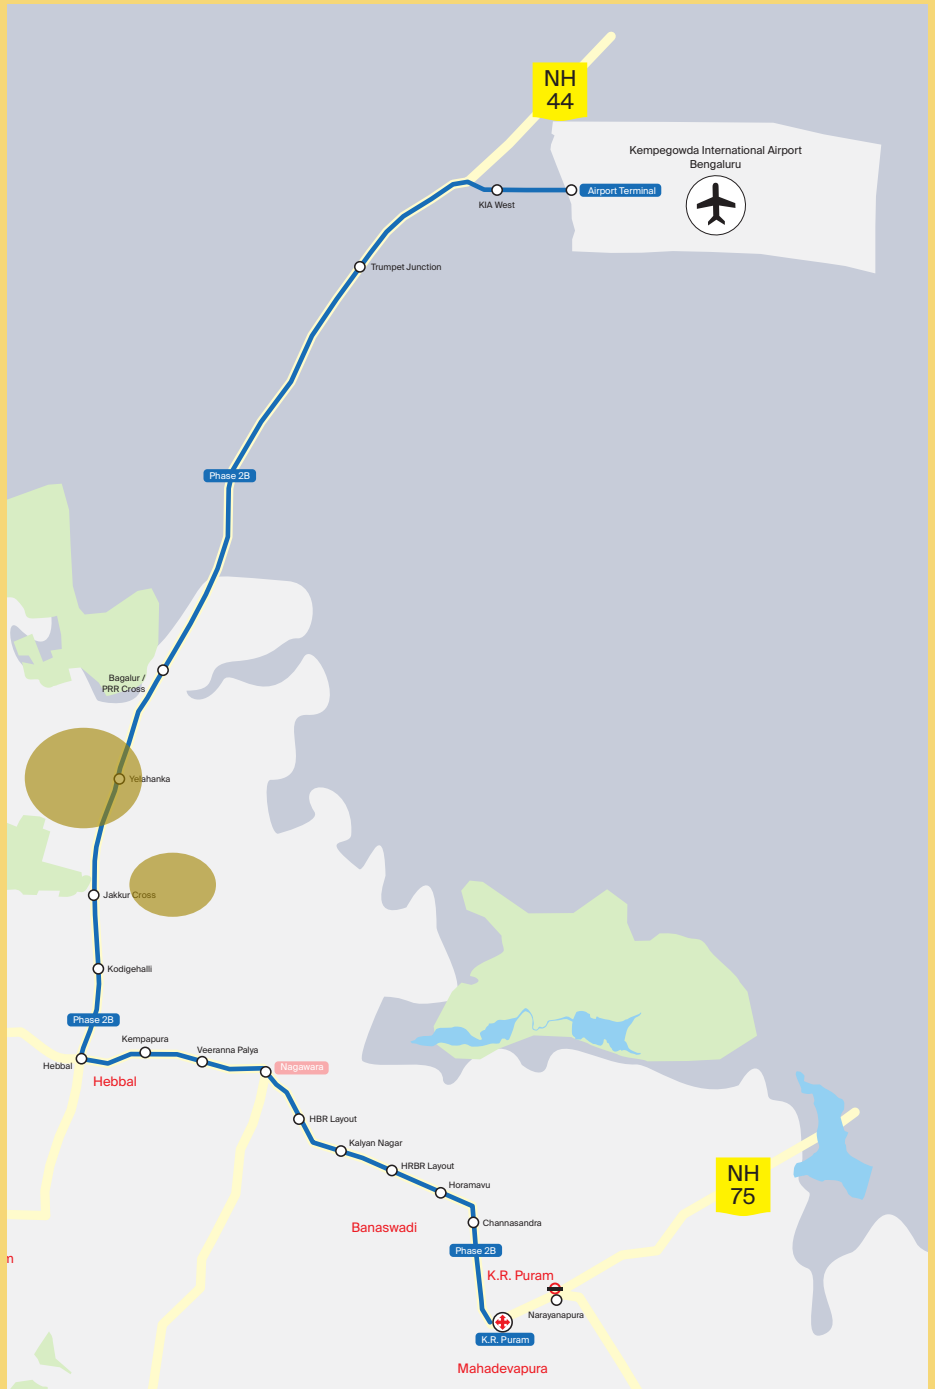 NH
44
Kempegowda International Airport
Bengaluru
Airport Terminal
KIA West
Trumpet Junction
Phase 2B
Bagalur /
PRR Cross
Yelahanka
Jakkur Cross
Kodigehalli
Phase 2B
Kempapura
Veeranna Palya
Hebbal
Nagawara
Hebbal
HBR Layout
Kalyan Nagar
HRBR Layout
NH
75
Horamavu
Channasandra
Banaswadi
Phase 2B
m
K.R. Puram
Narayanapura
K.R. Puram
Mahadevapura